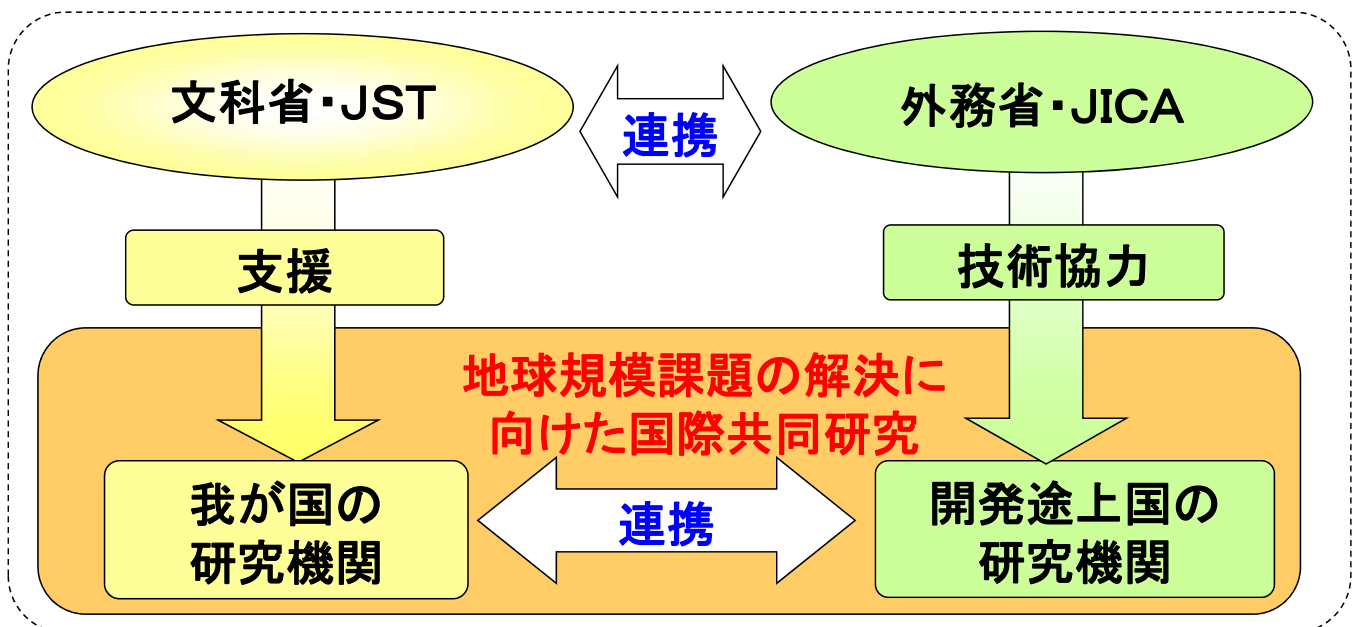 文科省・JST
連携
外務省・JICA
支援
技術協力
地球規模課題の解決に
向けた国際共同研究
我が国の
研究機関
連携
開発途上国の
研究機関